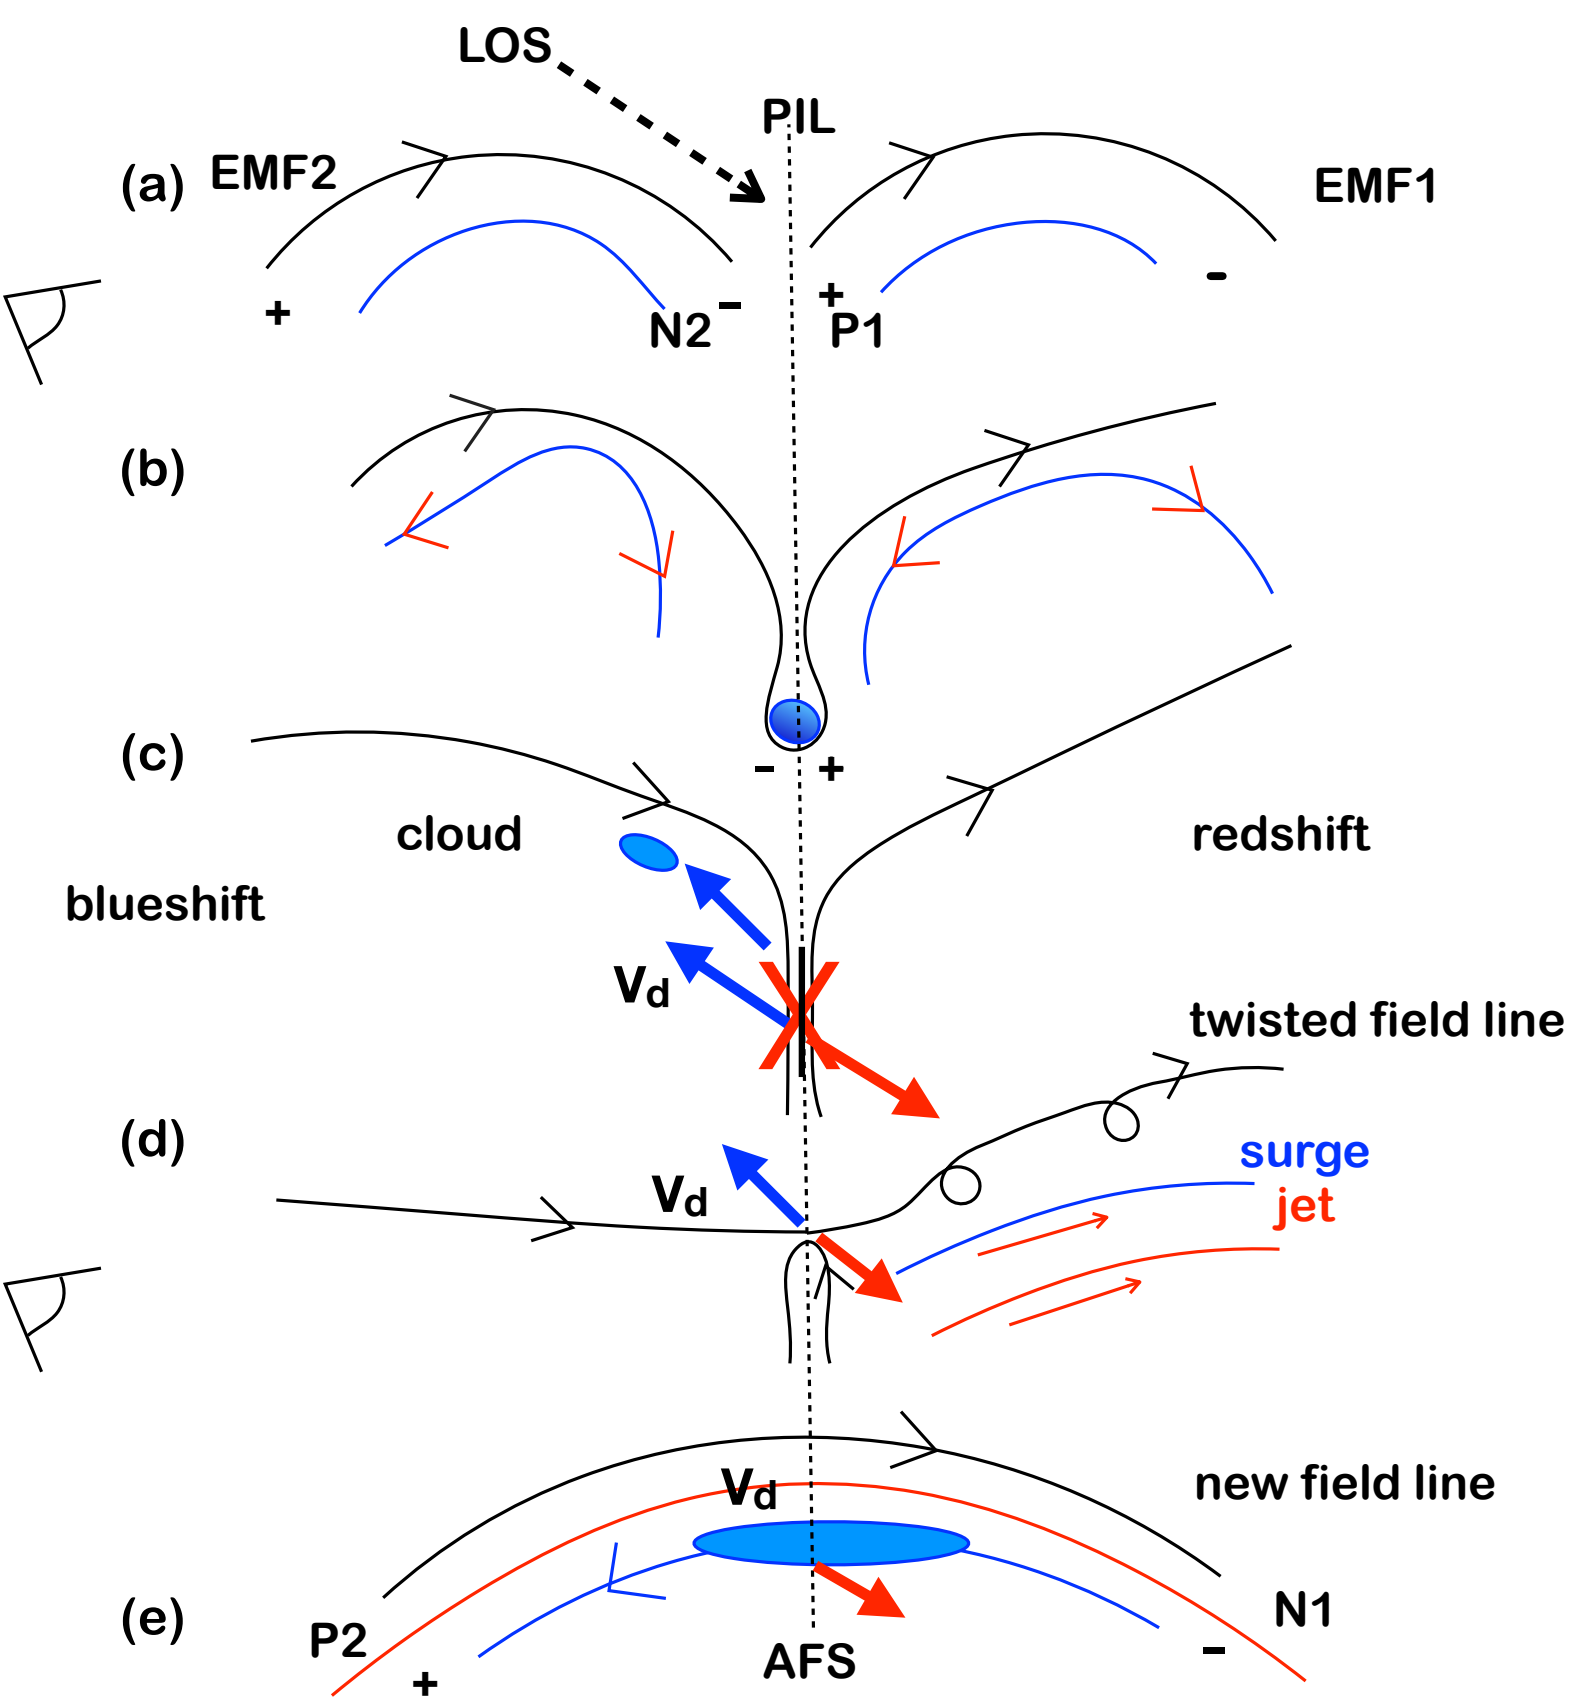 LOS
PIL
(a) EMF2
EMF1
+
-
+
-
N2
P1
(b)
(c)
- +
cloud
redshift
blueshift
Vd
twisted field line
(d)
surge
Vd
jet
new field line
Vd
(e)
P2
N1
+
AFS
-